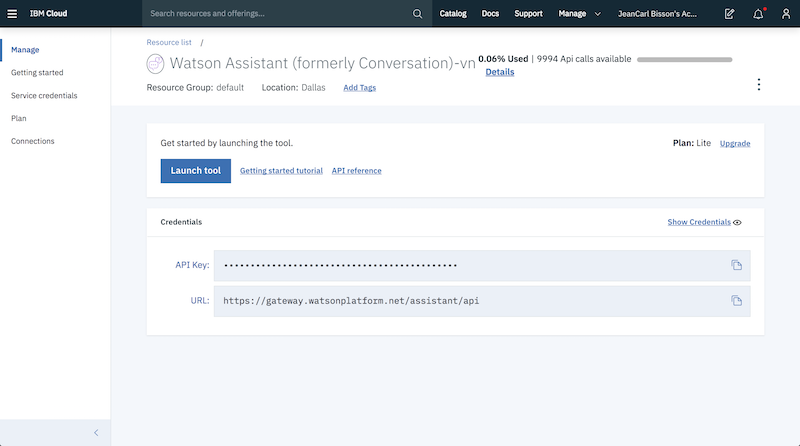 IBM Cloud
Search resources and offerings...
Catalog
Docs
Support
Manage
JeanCarl Bisson's Ac...
Manage
Getting started
Service credentials
Plan
Connections
Resource list /
Watson Assistant (formerly Conversation)-vn
0.06% Used | 9994 Api calls available
Details
Resource Group: default
Location: Dallas
Add Tags
Get started by launching the tool.
Plan: Lite
Upgrade
Launch tool
Getting started tutorial
API reference
Credentials
Show Credentials
API Key:
••••••••••••••••••••••••••••••••••••••••••••
URL:
https://gateway.watsonplatform.net/assistant/api